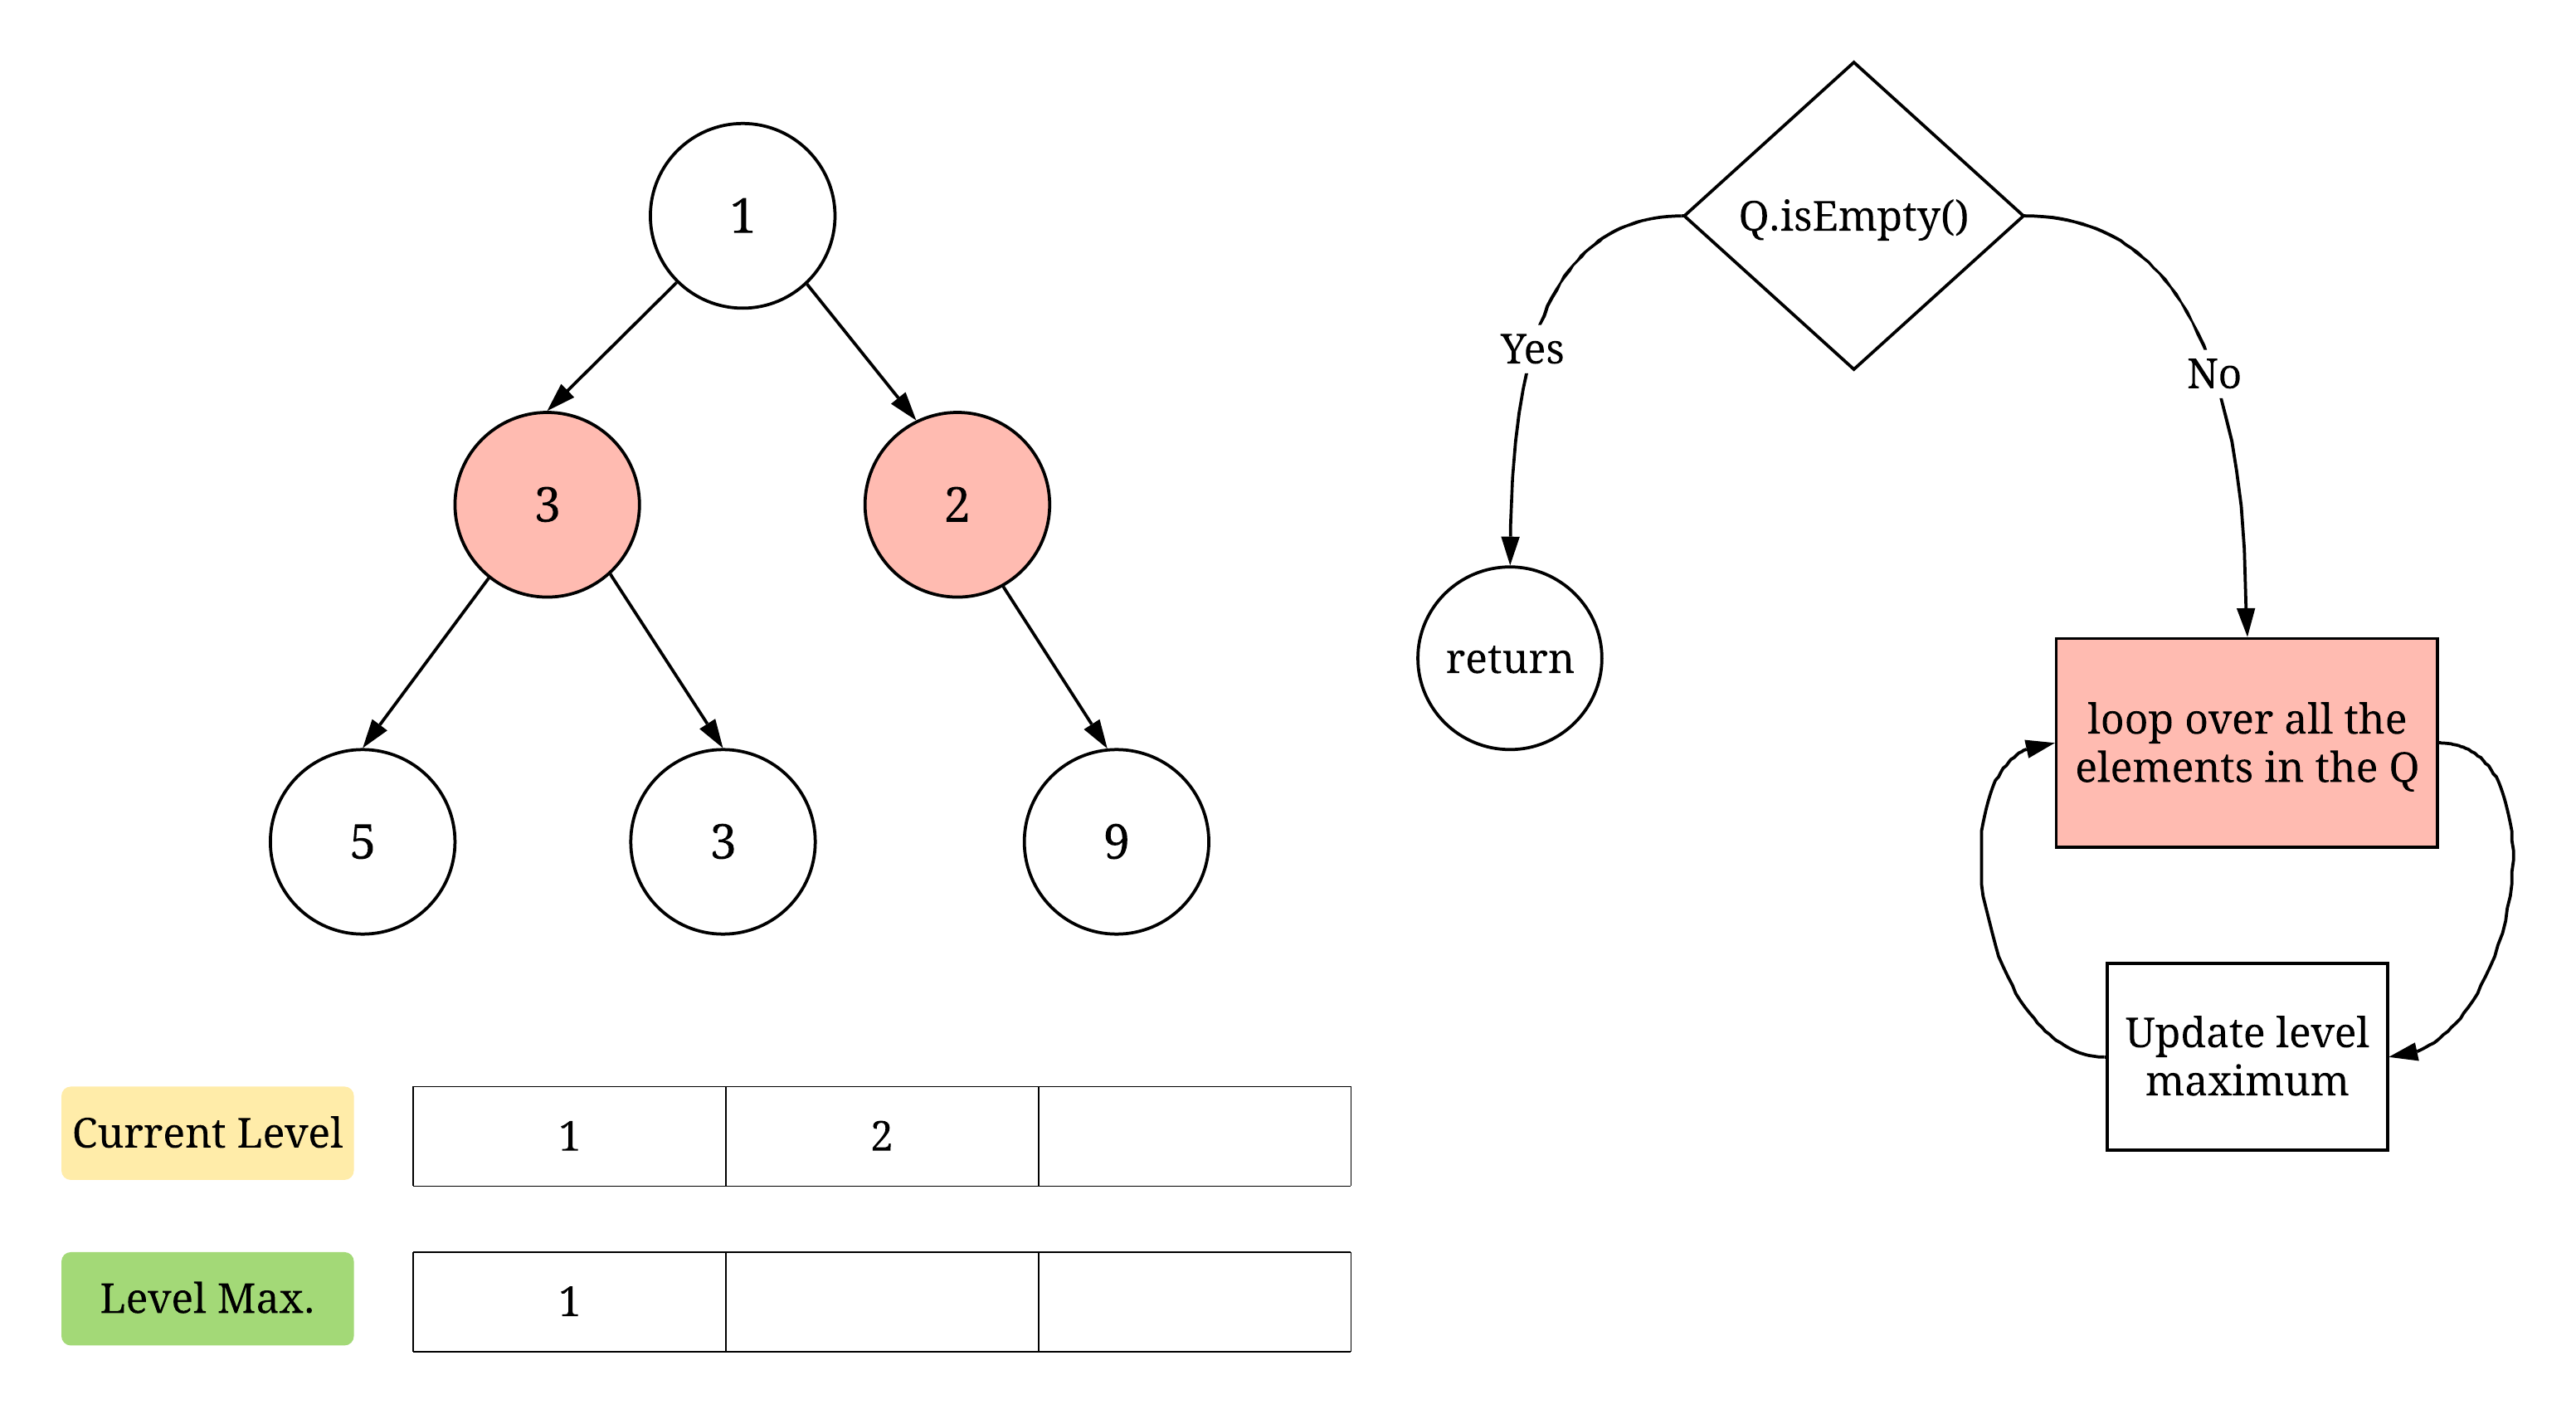 1
3
2
5
3
9
Current Level
1
2
Level Max.
1
Q.isEmpty()
Yes
No
return
loop over all the
elements in the Q
Update level
maximum